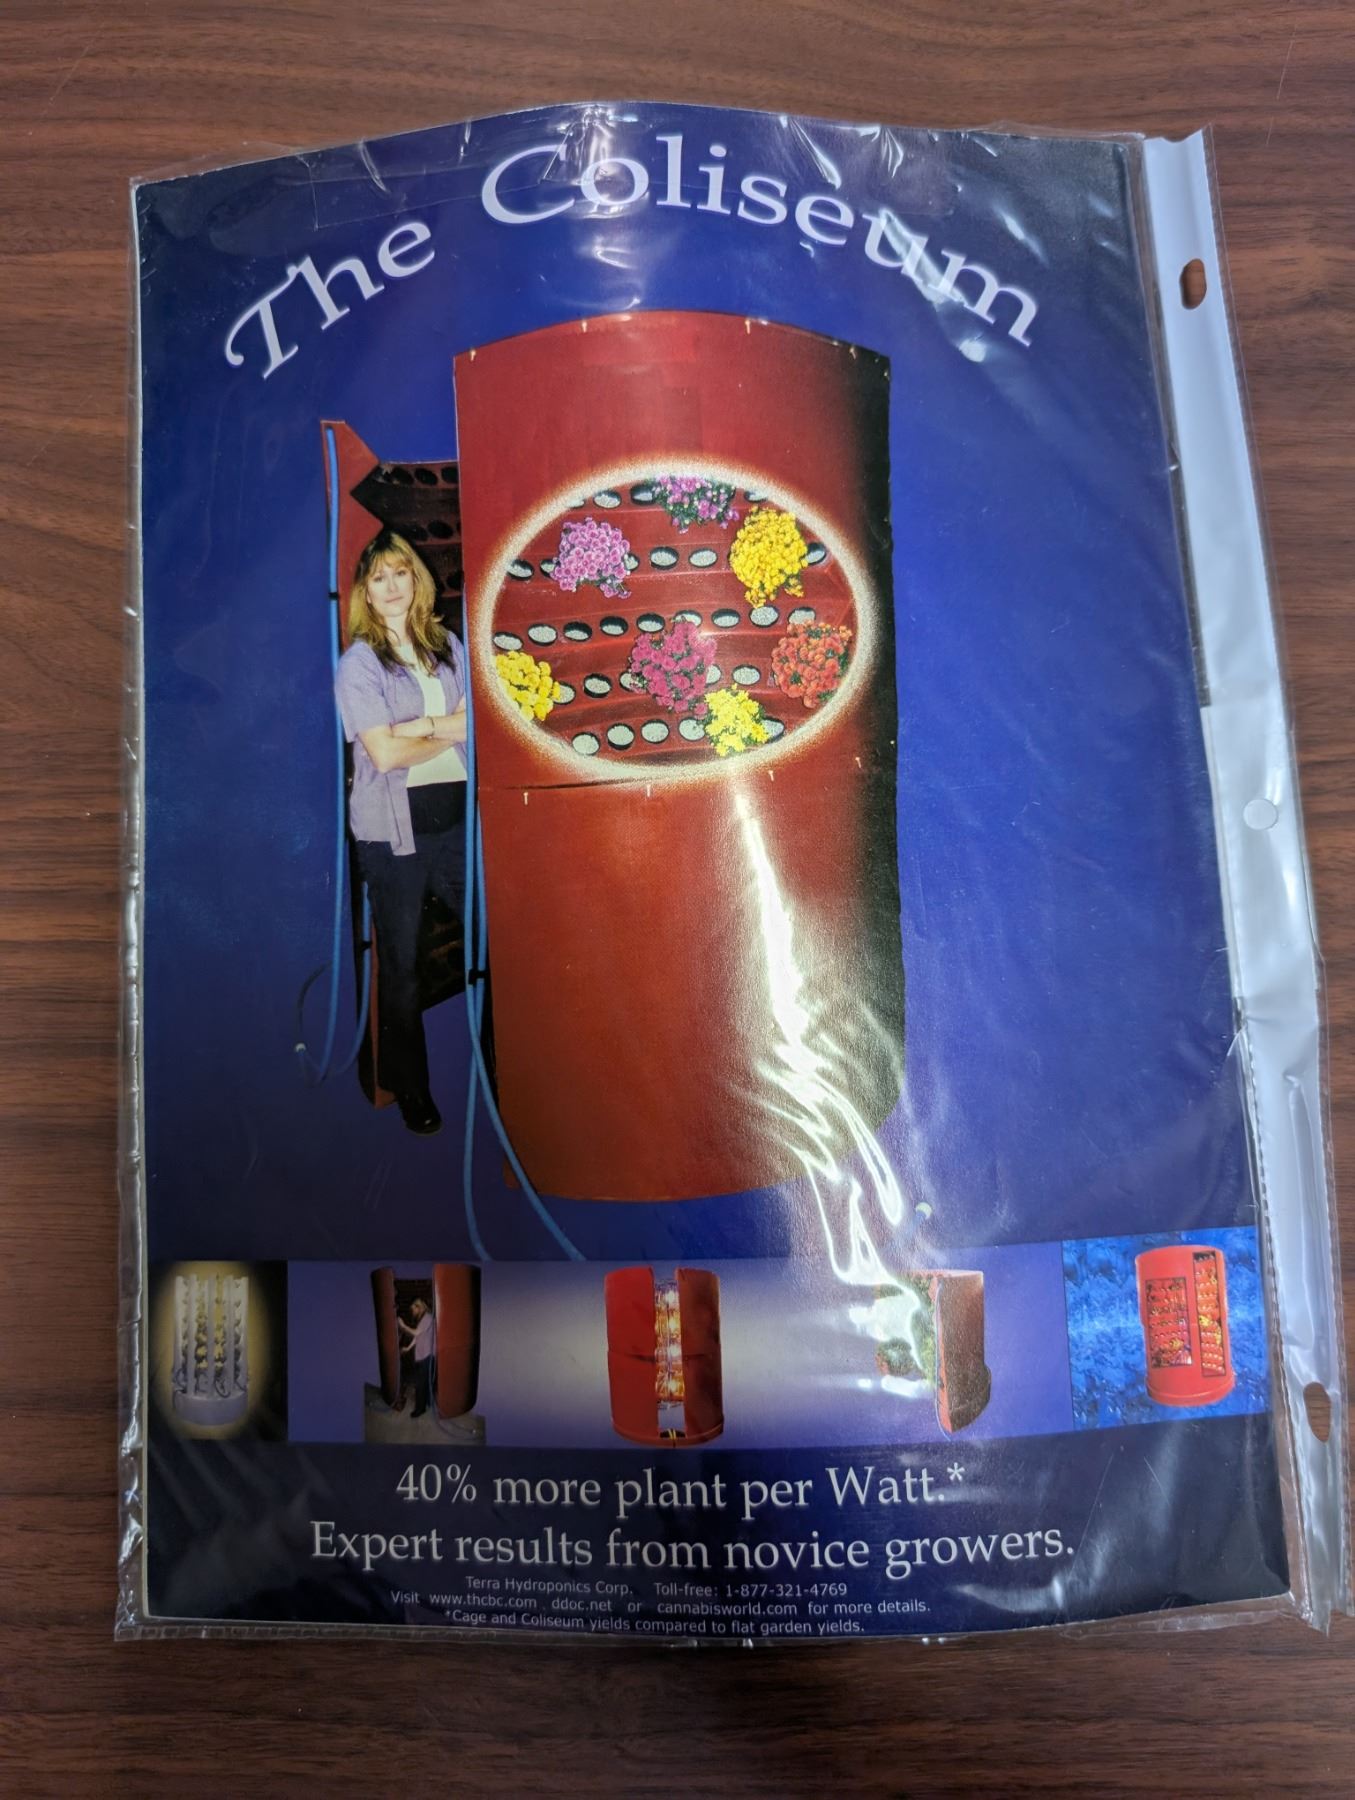 The Coliseum
40% more plant per Watt.*
Expert results from novice growers.
Terra Hydroponics Corp. Toll-free: 1-877-321-4769
Visit www.thcbc.com , ddoc.net or cannabisworld.com for more details.
*Cage and Coliseum yields compared to flat garden yields.